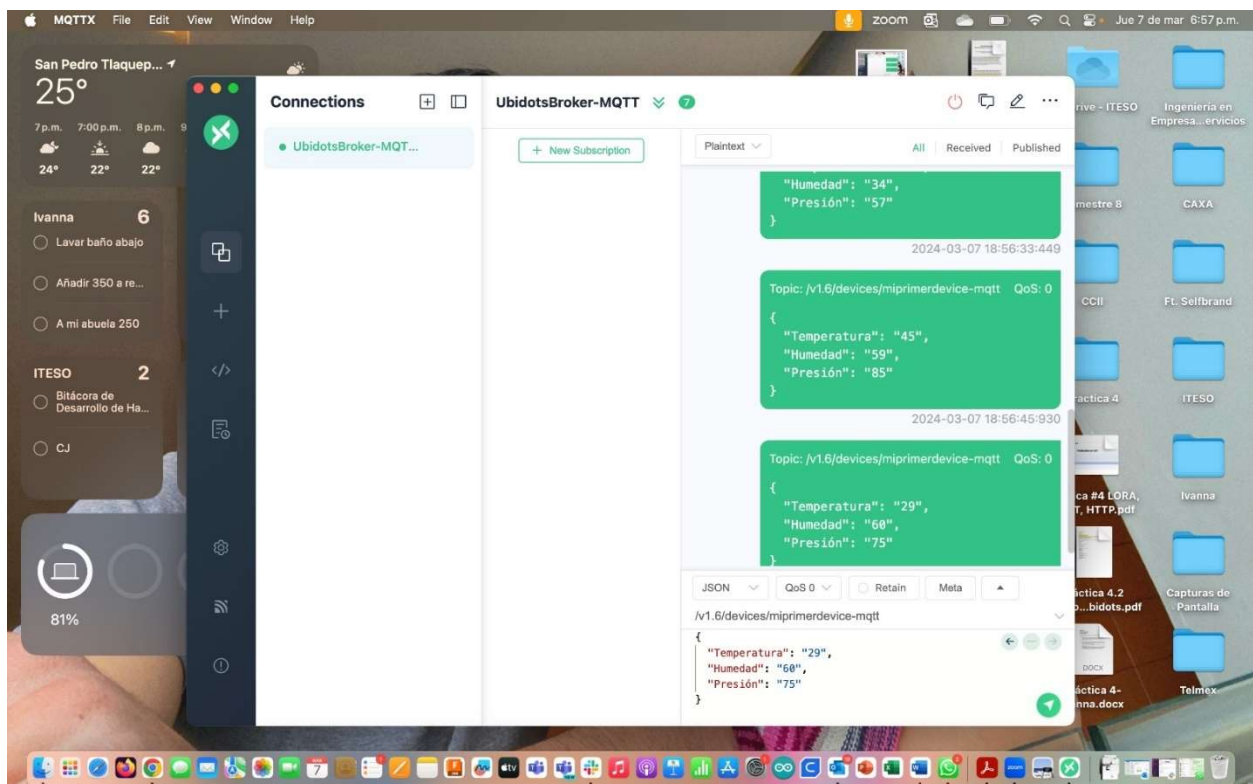 MQTTX File Edit View Window Help
zoom
Jue 7 de mar 6:57 p.m.
San Pedro Tlaquep...
25°
7 p.m. 7:00 p.m. 8 p.m. 9
24° 22° 22°
Ivanna 6
Lavar baño abajo
Añadir 350 a re...
A mi abuela 250
ITESO 2
Bitácora de
Desarrollo de Ha...
CJ
81%
Connections
UbidotsBroker-MQT...
UbidotsBroker-MQTT 7
+ New Subscription
Plaintext
All Received Published
"Humedad": "34",
"Presión": "57"
}
2024-03-07 18:56:33:449
Topic: /v1.6/devices/miprimerdevice-mqtt QoS: 0
{
"Temperatura": "45",
"Humedad": "59",
"Presión": "85"
}
2024-03-07 18:56:45:930
Topic: /v1.6/devices/miprimerdevice-mqtt QoS: 0
{
"Temperatura": "29",
"Humedad": "60",
"Presión": "75"
}
JSON QoS 0 Retain Meta
/v1.6/devices/miprimerdevice-mqtt
{
"Temperatura": "29",
"Humedad": "60",
"Presión": "75"
}
rive - ITESO
Ingeniería en
Empresa...ervicios
mestre 8
CAXA
CCII
Ft. Selfbrand
actica 4
ITESO
ca #4 LORA,
T, HTTP.pdf
Ivanna
áctica 4.2
o...bidots.pdf
Capturas de
Pantalla
DOCX
áctica 4-
nna.docx
Telmex